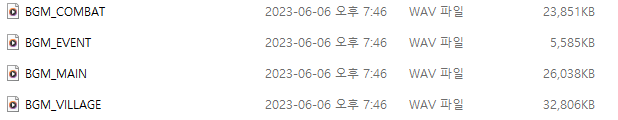 BGM_COMBAT 2023-06-06 오후 7:46 WAV 파일 23,851KB
BGM_EVENT 2023-06-06 오후 7:46 WAV 파일 5,585KB
BGM_MAIN 2023-06-06 오후 7:46 WAV 파일 26,038KB
BGM_VILLAGE 2023-06-06 오후 7:46 WAV 파일 32,806KB